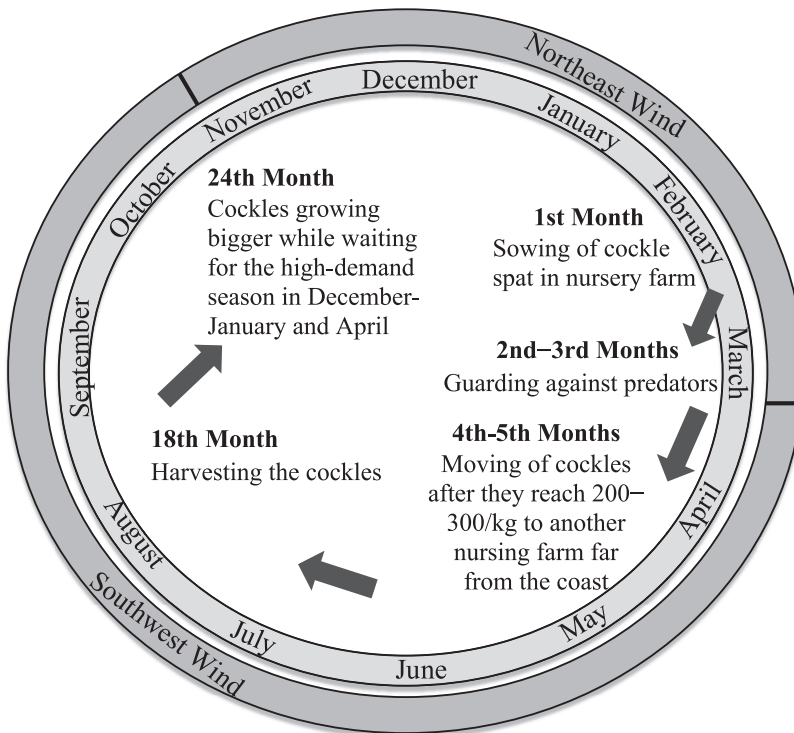 Northeast Wind
December
January
February
March
April
May
June
July
August
September
October
November
Southwest Wind
1st Month
Sowing of cockle
spat in nursery farm
2nd–3rd Months
Guarding against predators
4th-5th Months
Moving of cockles
after they reach 200–
300/kg to another
nursing farm far
from the coast
18th Month
Harvesting the cockles
24th Month
Cockles growing
bigger while waiting
for the high-demand
season in December-
January and April